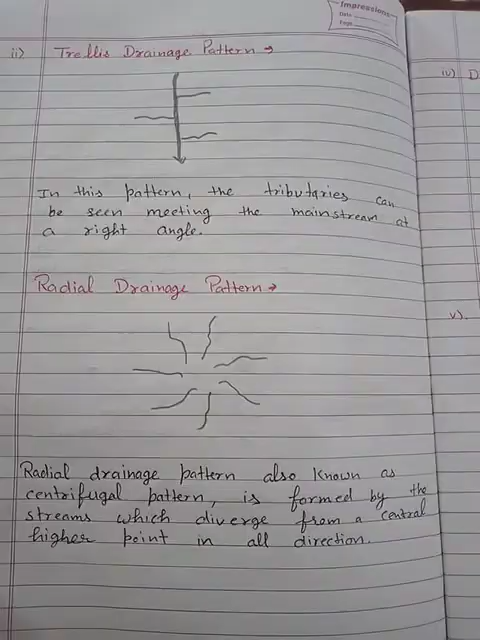 Impressions
Date
Page
ii) Trellis Drainage Pattern →
In this pattern, the tributaries can
be seen meeting the mainstream at
a right angle.
Radial Drainage Pattern →
Radial drainage pattern also known as
centrifugal pattern, is formed by the
streams which diverge from a central
higher point in all direction.
iv) D
v).